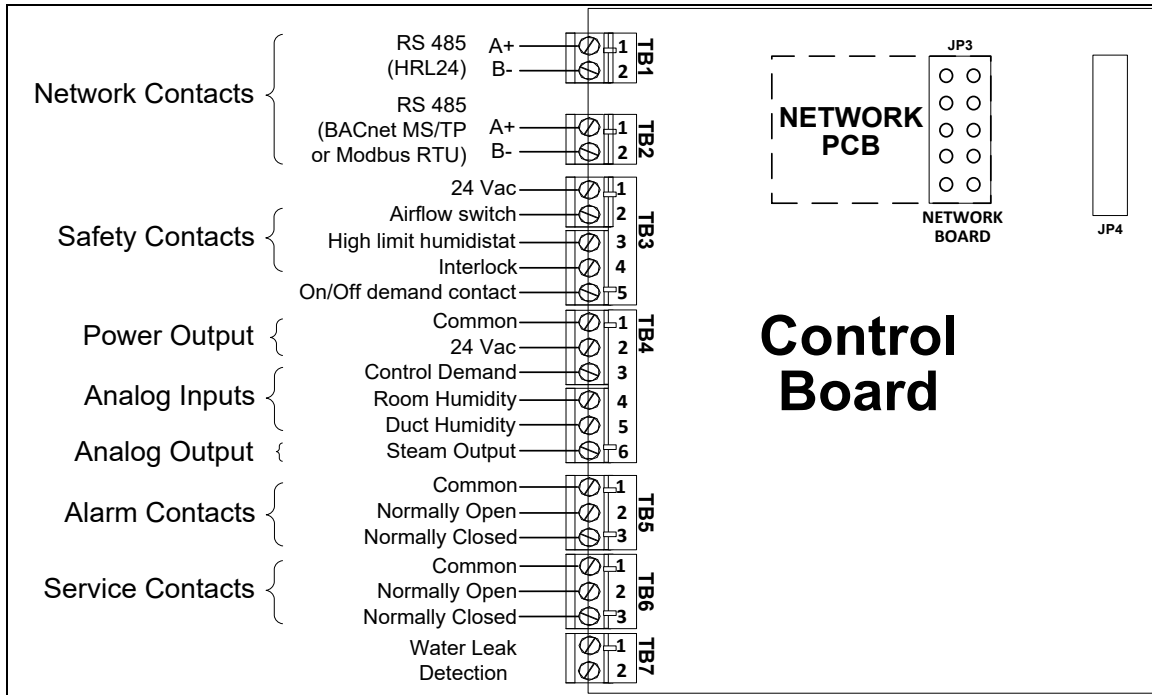 Network Contacts
RS 485
(HRL24)
A+
B-
1
2
TB1
RS 485
(BACnet MS/TP
or Modbus RTU)
A+
B-
1
2
TB2
Safety Contacts
24 Vac
Airflow switch
High limit humidistat
Interlock
On/Off demand contact
1
2
3
4
5
TB3
Power Output
Analog Inputs
Analog Output
Common
24 Vac
Control Demand
Room Humidity
Duct Humidity
Steam Output
1
2
3
4
5
6
TB4
Alarm Contacts
Common
Normally Open
Normally Closed
1
2
3
TB5
Service Contacts
Common
Normally Open
Normally Closed
1
2
3
TB6
Water Leak
Detection
1
2
TB7
JP3
NETWORK
PCB
NETWORK
BOARD
JP4
Control
Board